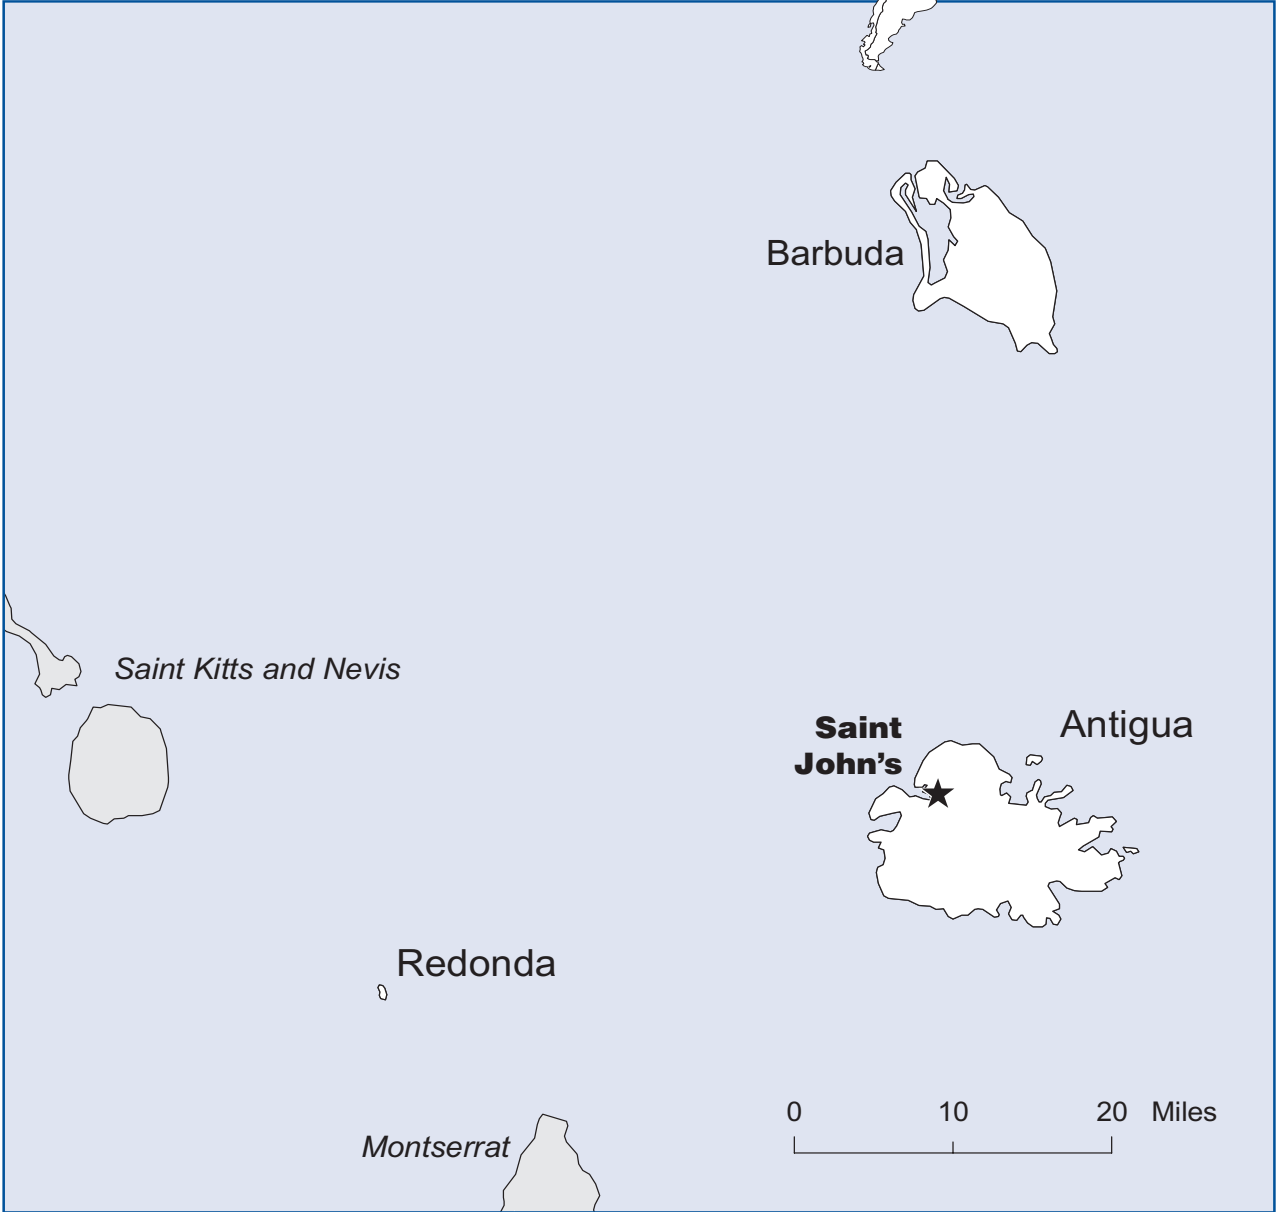 Barbuda
Saint Kitts and Nevis
Antigua
Saint
John’s
Redonda
0 10 20 Miles
Montserrat